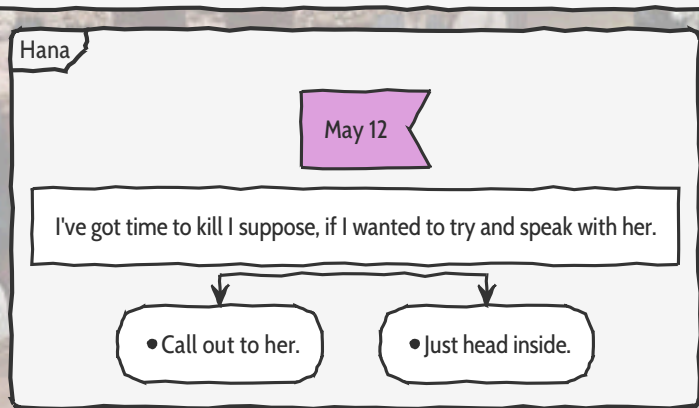 Hana
May 12
I've got time to kill I suppose, if I wanted to try and speak with her.
•Call out to her.
•Just head inside.